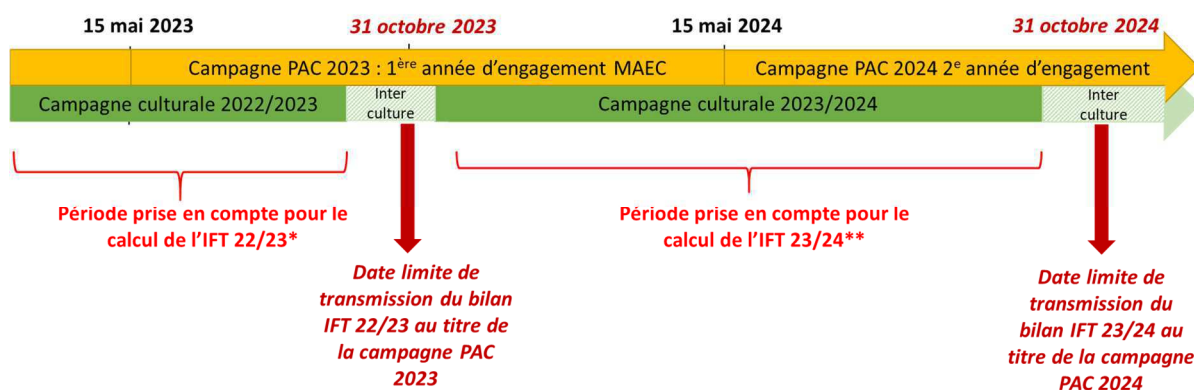 15 mai 2023
31 octobre 2023
15 mai 2024
31 octobre 2024
Campagne PAC 2023 : 1ère année d'engagement MAEC
Campagne PAC 2024 2e année d'engagement
Campagne culturale 2022/2023
Inter
culture
Campagne culturale 2023/2024
Inter
culture
Période prise en compte pour le
calcul de l'IFT 22/23*
Période prise en compte pour le
calcul de l'IFT 23/24**
Date limite de
transmission du bilan
IFT 22/23 au titre de
la campagne PAC
2023
Date limite de
transmission du
bilan IFT 23/24 au
titre de la campagne
PAC 2024